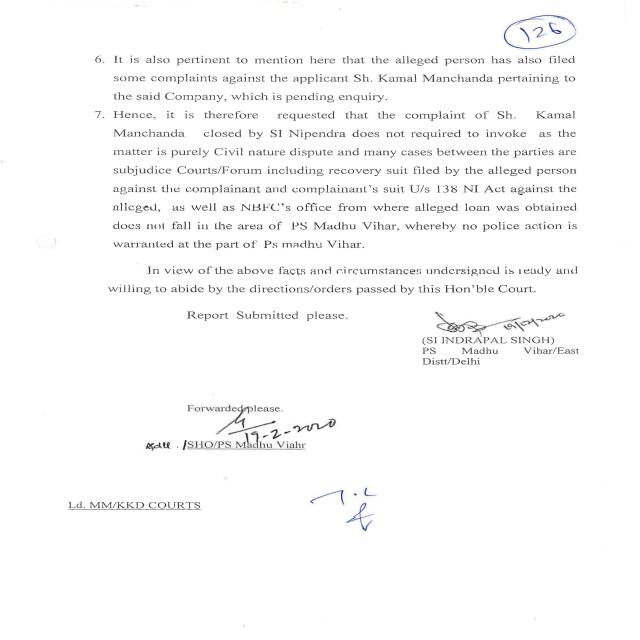 126
6. It is also pertinent to mention here that the alleged person has also filed
some complaints against the applicant Sh. Kamal Manchanda pertaining to
the said Company, which is pending enquiry.
7. Hence, it is therefore requested that the complaint of Sh. Kamal
Manchanda closed by SI Nipendra does not required to invoke as the
matter is purely Civil nature dispute and many cases between the parties are
subjudice Courts/Forum including recovery suit filed by the alleged person
against the complainant and complainant's suit U/s 138 NI Act against the
alleged, as well as NBFC's office from where alleged loan was obtained
does not fall in the area of PS Madhu Vihar, whereby no police action is
warranted at the part of Ps madhu Vihar.
In view of the above facts and circumstances undersigned is ready and
willing to abide by the directions/orders passed by this Hon'ble Court.
Report Submitted please.
(SI INDRAPAL SINGH)
PS Madhu Vihar/East
Distt/Delhi
Forwarded please.
19-2-2020
/SHO/PS Madhu Viahr
Ld. MM/KKD COURTS